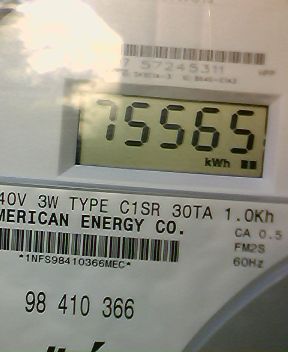 57245311
75565
kWh
40V 3W TYPE C1SR 30TA 1.0Kh
MERICAN ENERGY CO.
CA 0.5
FM2S
*1NFS98410366MEC*
60Hz
98 410 366